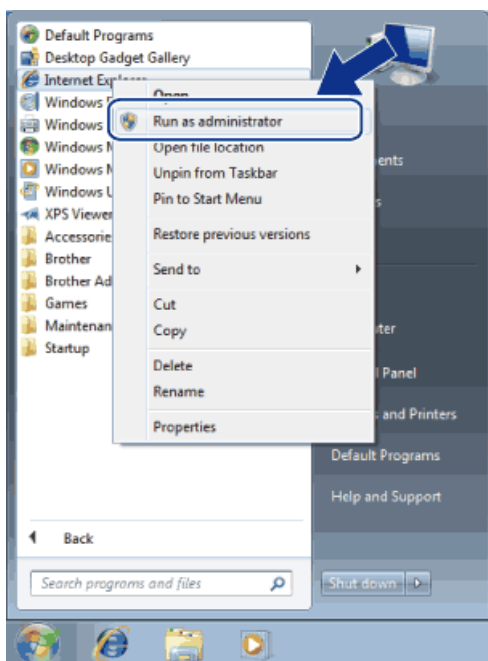 Default Programs
Desktop Gadget Gallery
Internet
Windows
Windows
Windows
Windows
Windows
XPS Viewer
Brother
Brother Ad
Games
Maintenan
Startup
Back
Search programs and files
Open
Run as administrator
Open file location
Unpin from Taskbar
Pin to Start Menu
Restore previous versions
Send to
Cut
Copy
Delete
Rename
Properties
ents
s
ter
Panel
and Printers
Default Programs
Help and Support
Shut down